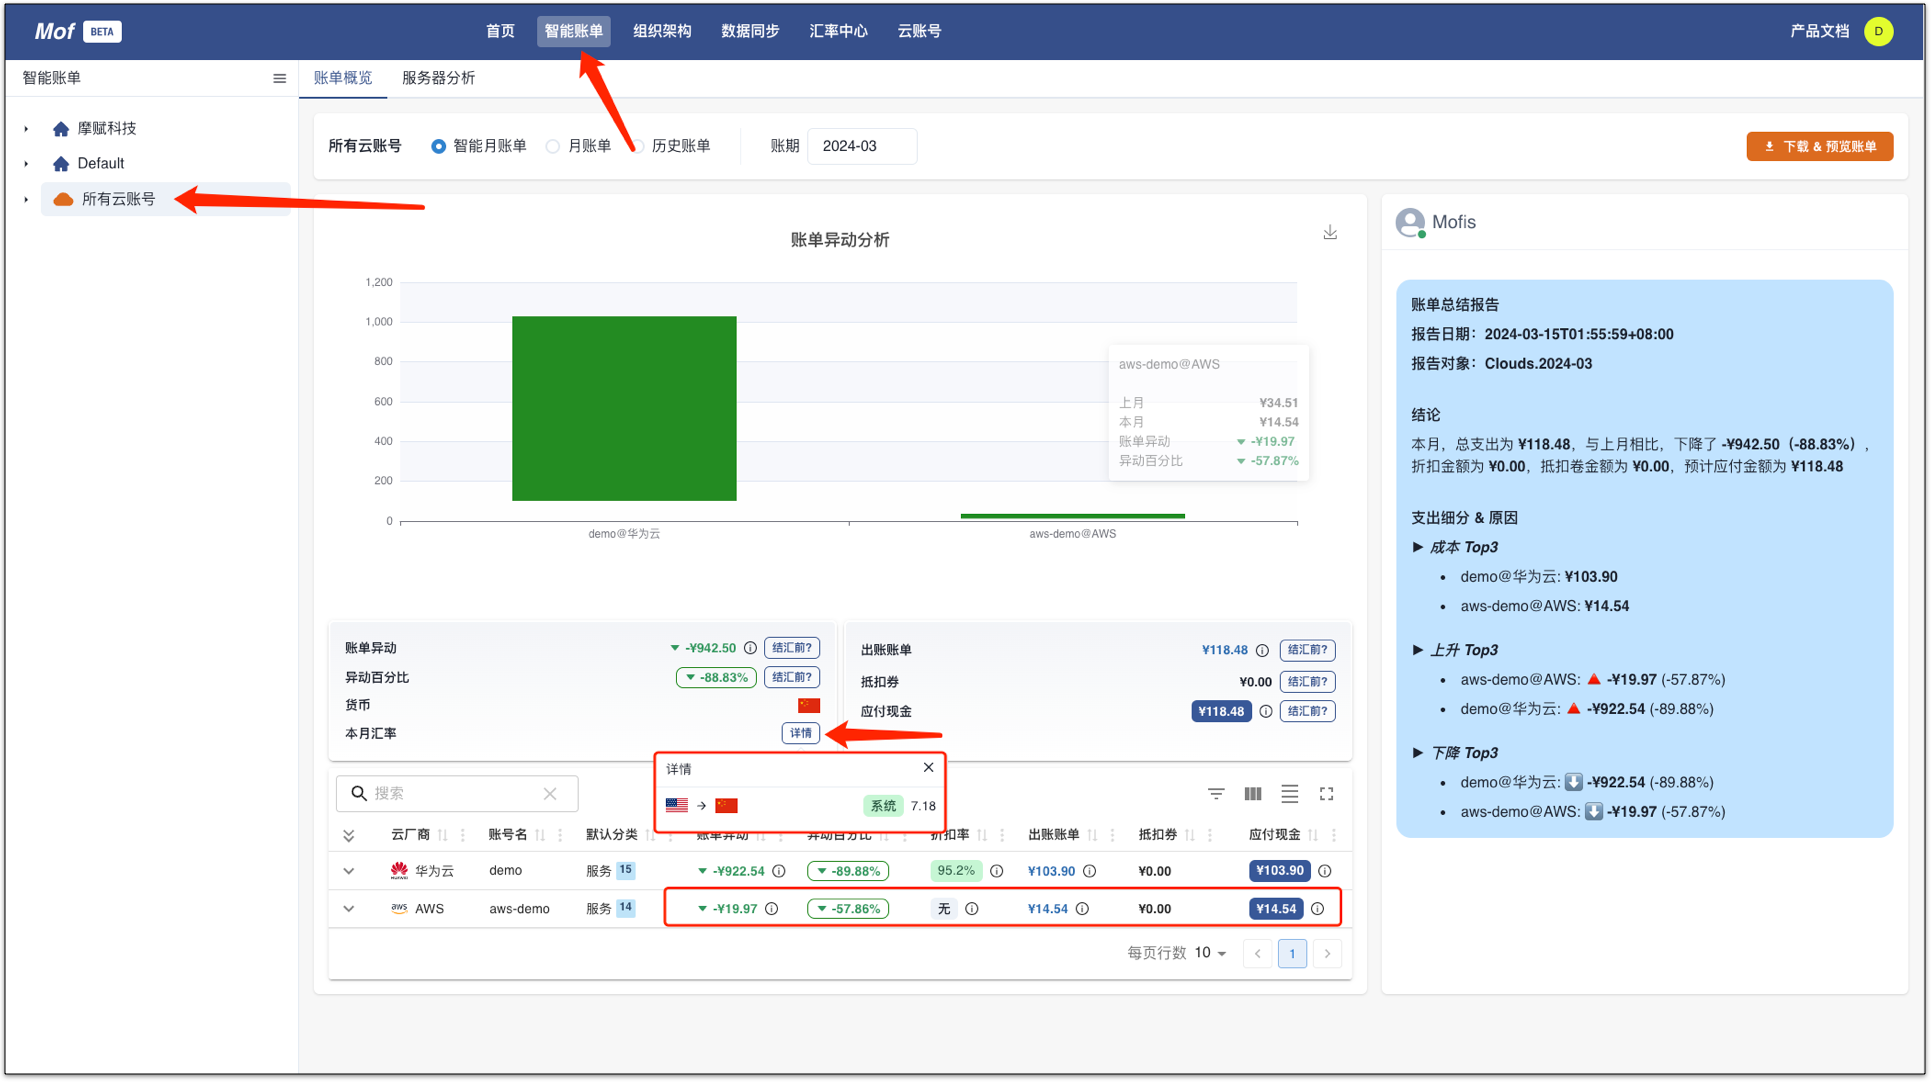 Mof BETA 首页 智能账单 组织架构 数据同步 汇率中心 云账号 产品文档 D
智能账单 账单概览 服务器分析
摩赋科技
Default
所有云账号
所有云账号 智能月账单 月账单 历史账单 账期 2024-03 下载 & 预览账单
账单异动分析
1,200
1,000
800
600
400
200
0
demo@华为云 aws-demo@AWS
aws-demo@AWS
上月 ¥34.51
本月 ¥14.54
账单异动 -¥19.97
异动百分比 -57.87%
账单异动 -¥942.50 结汇前?
异动百分比 -88.83% 结汇前?
货币
本月汇率 详情
出账账单 ¥118.48 结汇前?
抵扣券 ¥0.00 结汇前?
应付现金 ¥118.48 结汇前?
详情
系统 7.18
搜索
云厂商 账号名 默认分类 账单异动 异动百分比 折扣率 出账账单 抵扣券 应付现金
HUAWEI 华为云 demo 服务 15 -¥922.54 -89.88% 95.2% ¥103.90 ¥0.00 ¥103.90
aws AWS aws-demo 服务 14 -¥19.97 -57.86% 无 ¥14.54 ¥0.00 ¥14.54
每页行数 10 1
Mofis
账单总结报告
报告日期：2024-03-15T01:55:59+08:00
报告对象：Clouds.2024-03
结论
本月，总支出为 ¥118.48，与上月相比，下降了 -¥942.50（-88.83%），
折扣金额为 ¥0.00，抵扣卷金额为 ¥0.00，预计应付金额为 ¥118.48
支出细分 & 原因
► 成本 Top3
• demo@华为云: ¥103.90
• aws-demo@AWS: ¥14.54
► 上升 Top3
• aws-demo@AWS: 🔺 -¥19.97 (-57.87%)
• demo@华为云: 🔺 -¥922.54 (-89.88%)
► 下降 Top3
• demo@华为云: ⬇️ -¥922.54 (-89.88%)
• aws-demo@AWS: ⬇️ -¥19.97 (-57.87%)